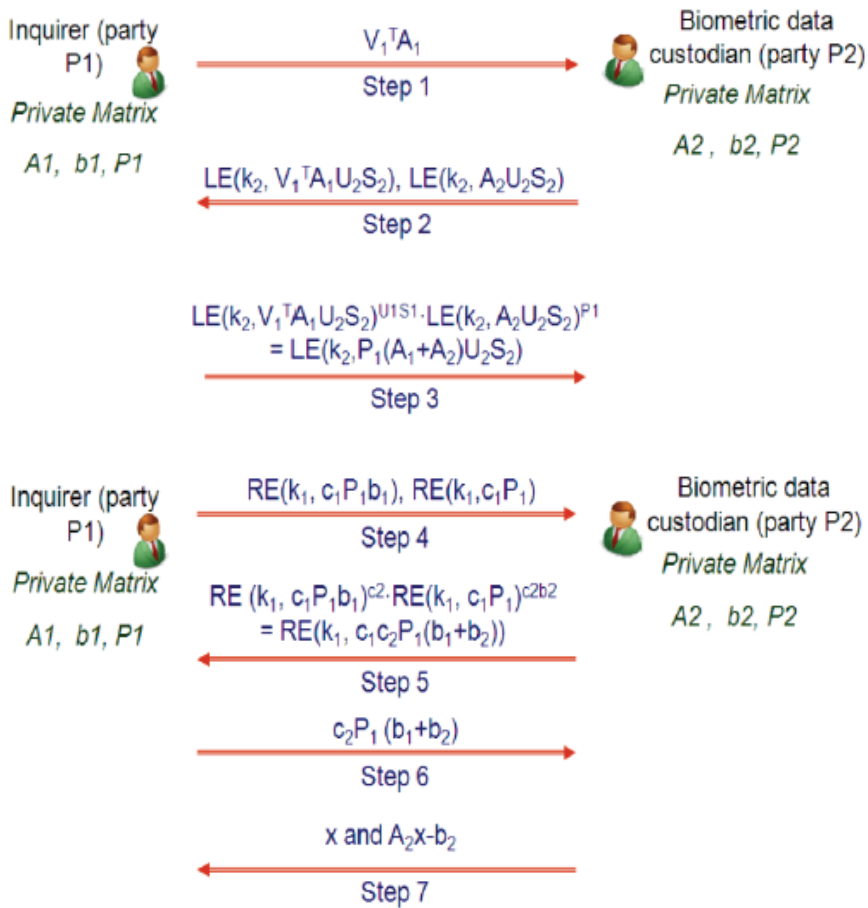 Inquirer (party
P1)
Private Matrix
A1, b1, P1
V₁ᵀA₁
Step 1
Biometric data
custodian (party P2)
Private Matrix
A2 , b2, P2
LE(k₂, V₁ᵀA₁U₂S₂), LE(k₂, A₂U₂S₂)
Step 2
LE(k₂,V₁ᵀA₁U₂S₂)ᵁ¹ˢ¹·LE(k₂, A₂U₂S₂)ᴾ¹
= LE(k₂,P₁(A₁+A₂)U₂S₂)
Step 3
Inquirer (party
P1)
Private Matrix
A1, b1, P1
RE(k₁, c₁P₁b₁), RE(k₁,c₁P₁)
Step 4
Biometric data
custodian (party P2)
Private Matrix
A2 , b2, P2
RE (k₁, c₁P₁b₁)ᶜ²·RE(k₁, c₁P₁)ᶜ²ᵇ²
= RE(k₁, c₁c₂P₁(b₁+b₂))
Step 5
c₂P₁ (b₁+b₂)
Step 6
x and A₂x-b₂
Step 7